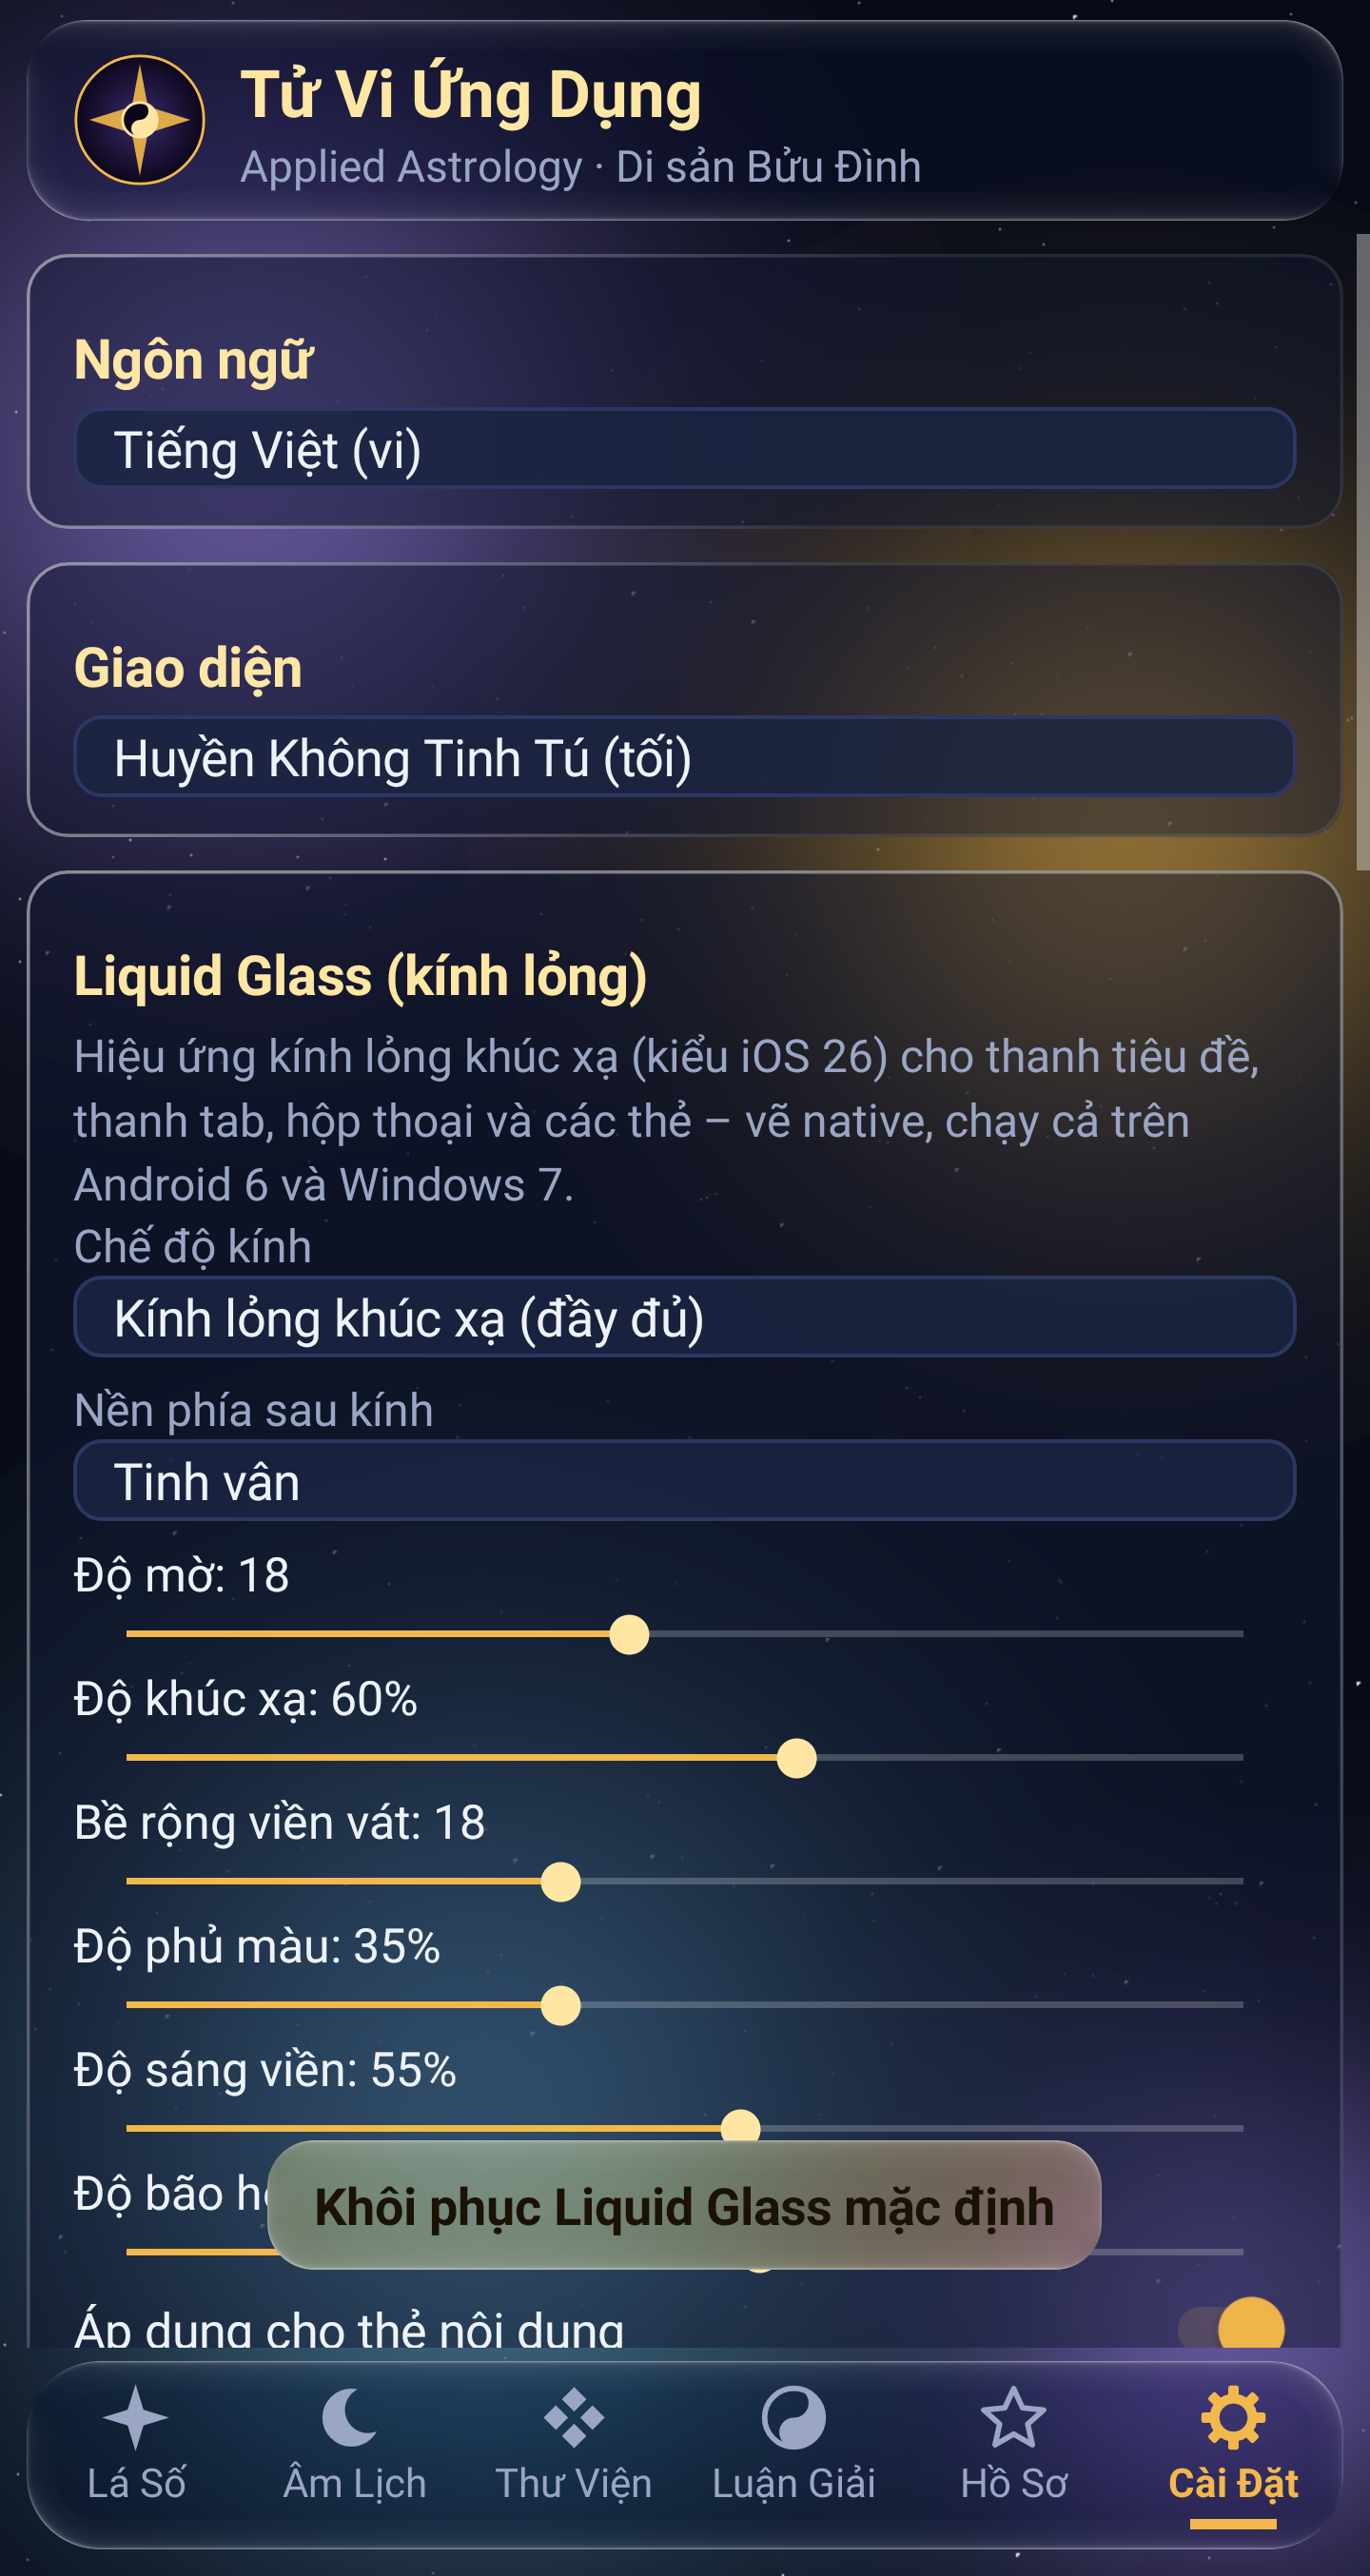 Tử Vi Ứng Dụng
Applied Astrology · Di sản Bửu Đình
Ngôn ngữ
Tiếng Việt (vi)
Giao diện
Huyền Không Tinh Tú (tối)
Liquid Glass (kính lỏng)
Hiệu ứng kính lỏng khúc xạ (kiểu iOS 26) cho thanh tiêu đề,
thanh tab, hộp thoại và các thẻ – vẽ native, chạy cả trên
Android 6 và Windows 7.
Chế độ kính
Kính lỏng khúc xạ (đầy đủ)
Nền phía sau kính
Tinh vân
Độ mờ: 18
Độ khúc xạ: 60%
Bề rộng viền vát: 18
Độ phủ màu: 35%
Độ sáng viền: 55%
Độ bão
Khôi phục Liquid Glass mặc định
Áp dụng cho thẻ nội dung
Lá Số
Âm Lịch
Thư Viện
Luận Giải
Hồ Sơ
Cài Đặt